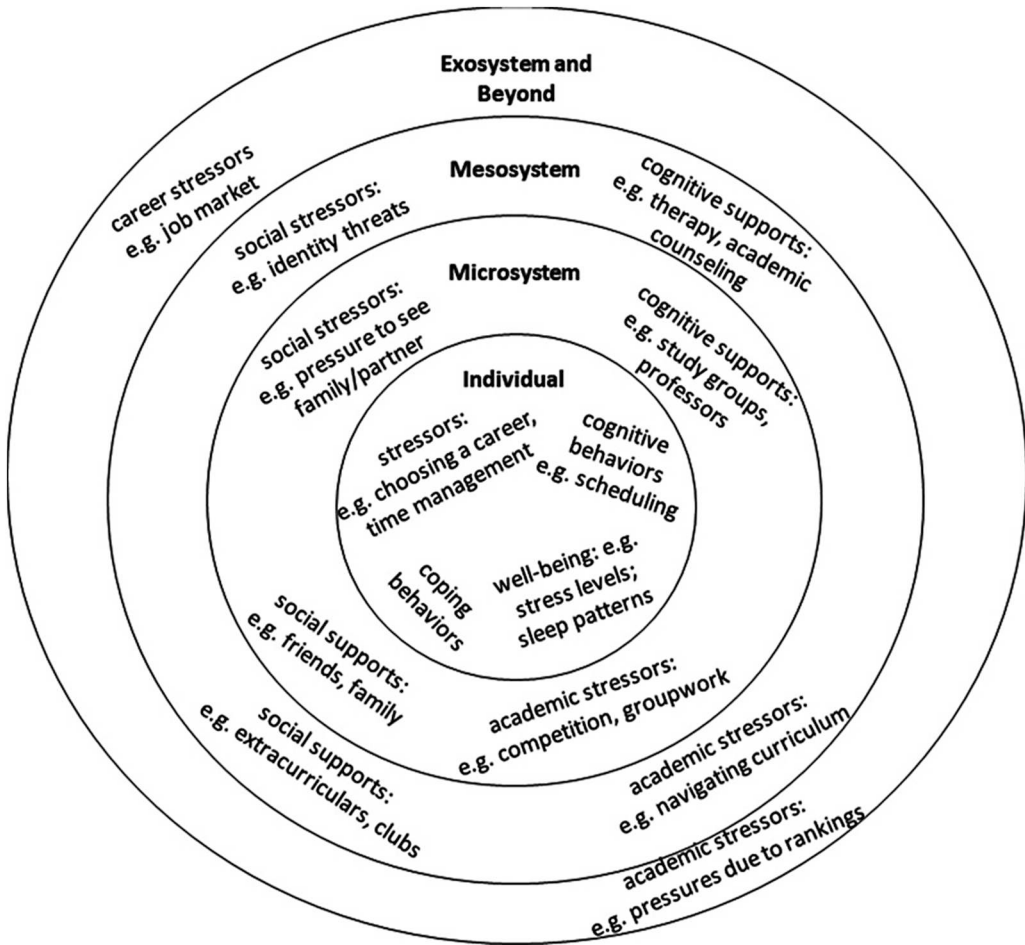 Exosystem and
Beyond
career stressors
e.g. job market
Mesosystem
social stressors:
e.g. identity threats
cognitive supports:
e.g. therapy, academic
counseling
Microsystem
social stressors:
e.g. pressure to see
family/partner
cognitive supports:
e.g. study groups,
professors
Individual
stressors:
e.g. choosing a career,
time management
cognitive
behaviors
e.g. scheduling
coping
behaviors
well-being: e.g.
stress levels;
sleep patterns
social supports:
e.g. friends, family
academic stressors:
e.g. competition, groupwork
social supports:
e.g. extracurriculars, clubs
academic stressors:
e.g. navigating curriculum
academic stressors:
e.g. pressures due to rankings